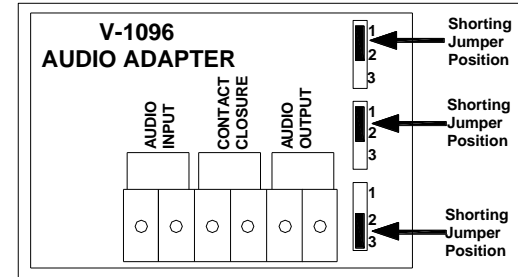 V-1096
AUDIO ADAPTER
AUDIO
INPUT
CONTACT
CLOSURE
AUDIO
OUTPUT
1
2
3
Shorting
Jumper
Position
1
2
3
Shorting
Jumper
Position
1
2
3
Shorting
Jumper
Position